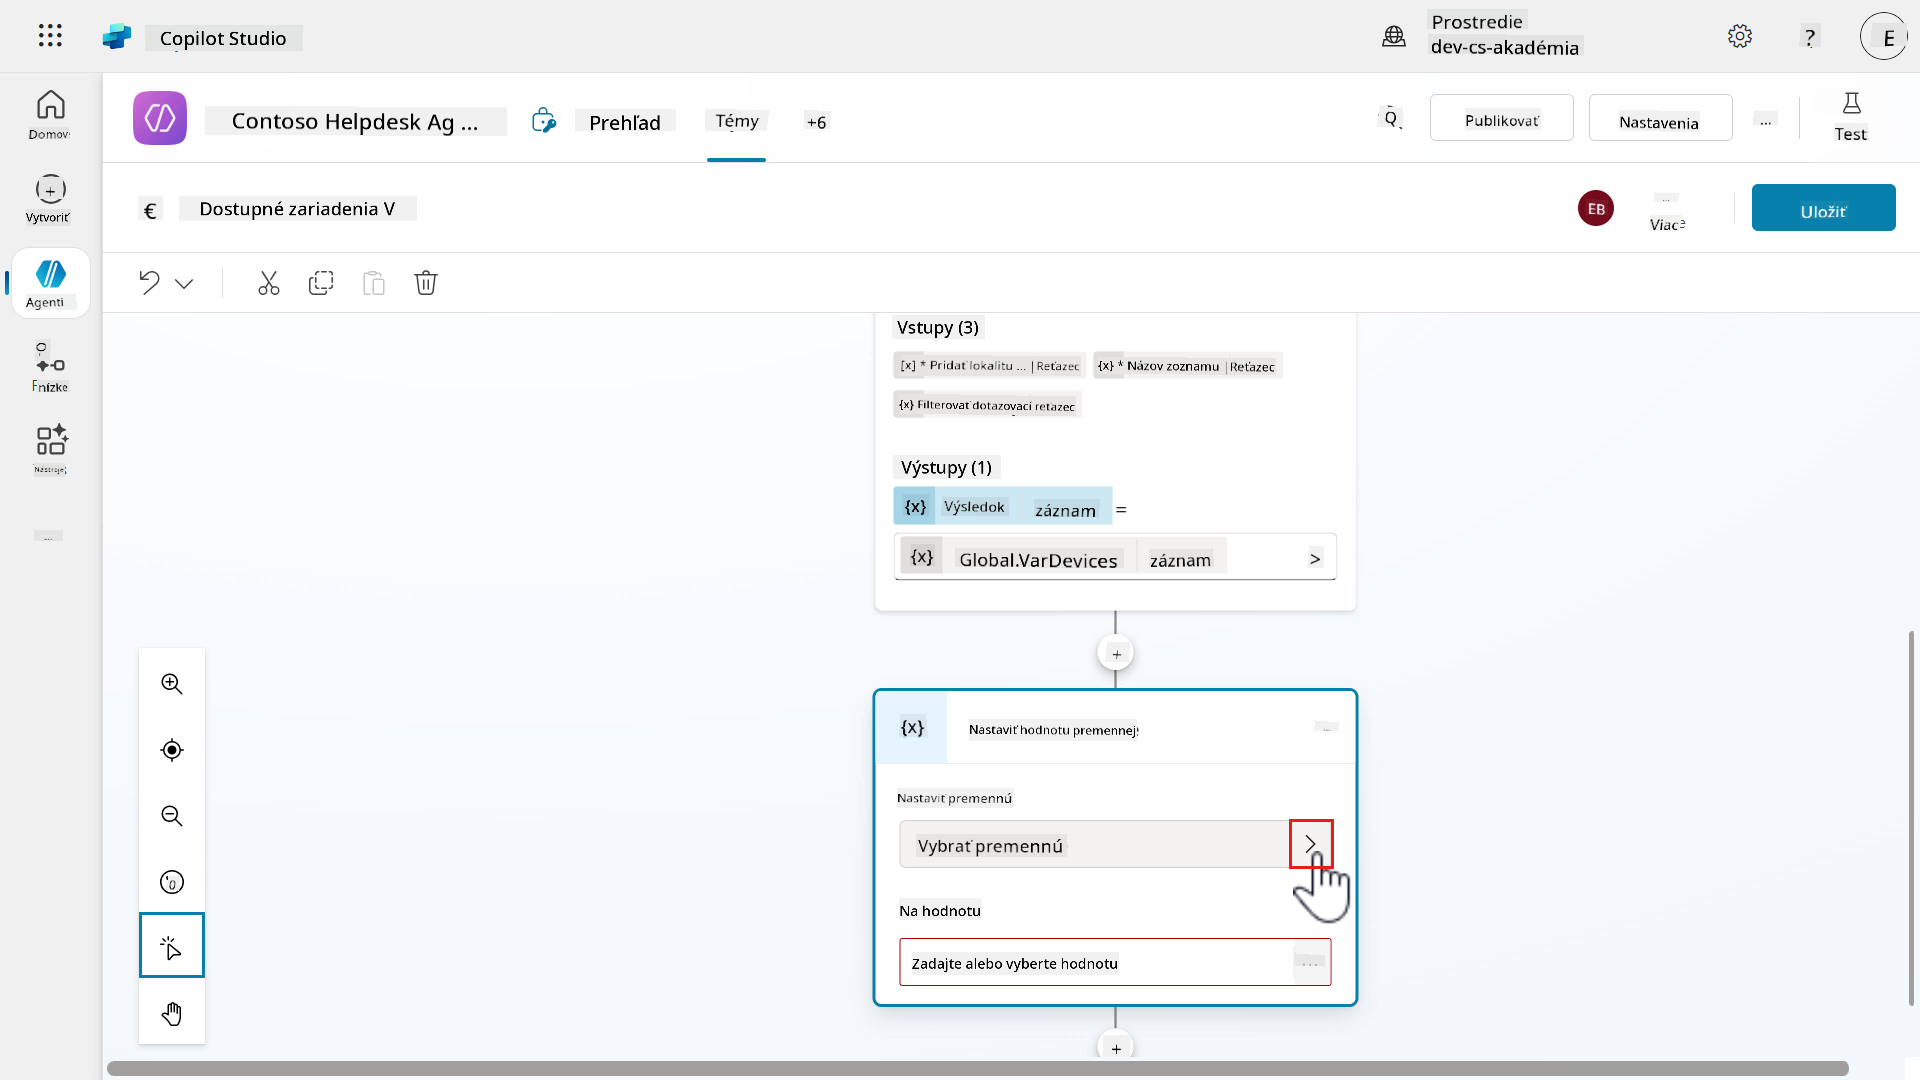 Copilot Studio
Prostredie
dev-cs-akadémia
?
E
Domov
Contoso Helpdesk Ag ...
Prehľad
Témy
+6
Publikovať
Nastavenia
...
Test
Vytvoriť
€ Dostupné zariadenia V
EB
...
Viac
Uložiť
Agenti
Vstupy (3)
[x] * Pridať lokalitu ... |Reťazec
{x} * Názov zoznamu |Reťazec
{x} Filterovať dotazovací reťazec
Fnízke
Nástroje
...
Výstupy (1)
{x} Výsledok záznam =
{x} Global.VarDevices záznam >
+
{x} Nastaviť hodnotu premennej
...
Nastaviť premennú
Vybrať premennú
Na hodnotu
Zadajte alebo vyberte hodnotu ...
+